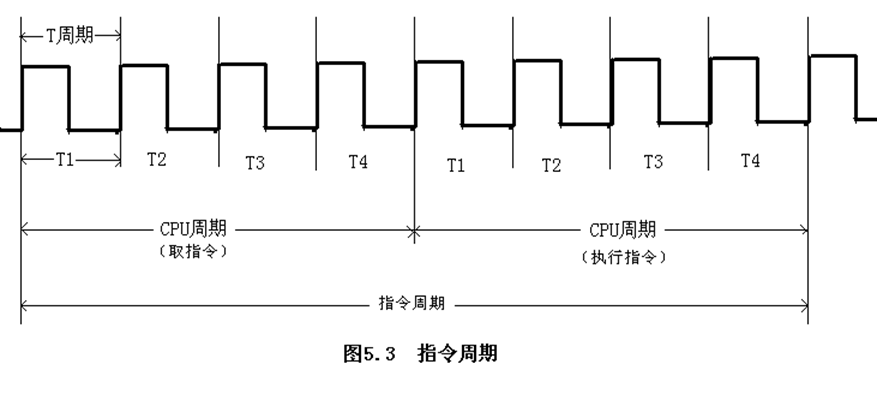 T周期
T1 T2 T3 T4 T1 T2 T3 T4
CPU周期 CPU周期
(取指令) (执行指令)
指令周期
图5.3 指令周期